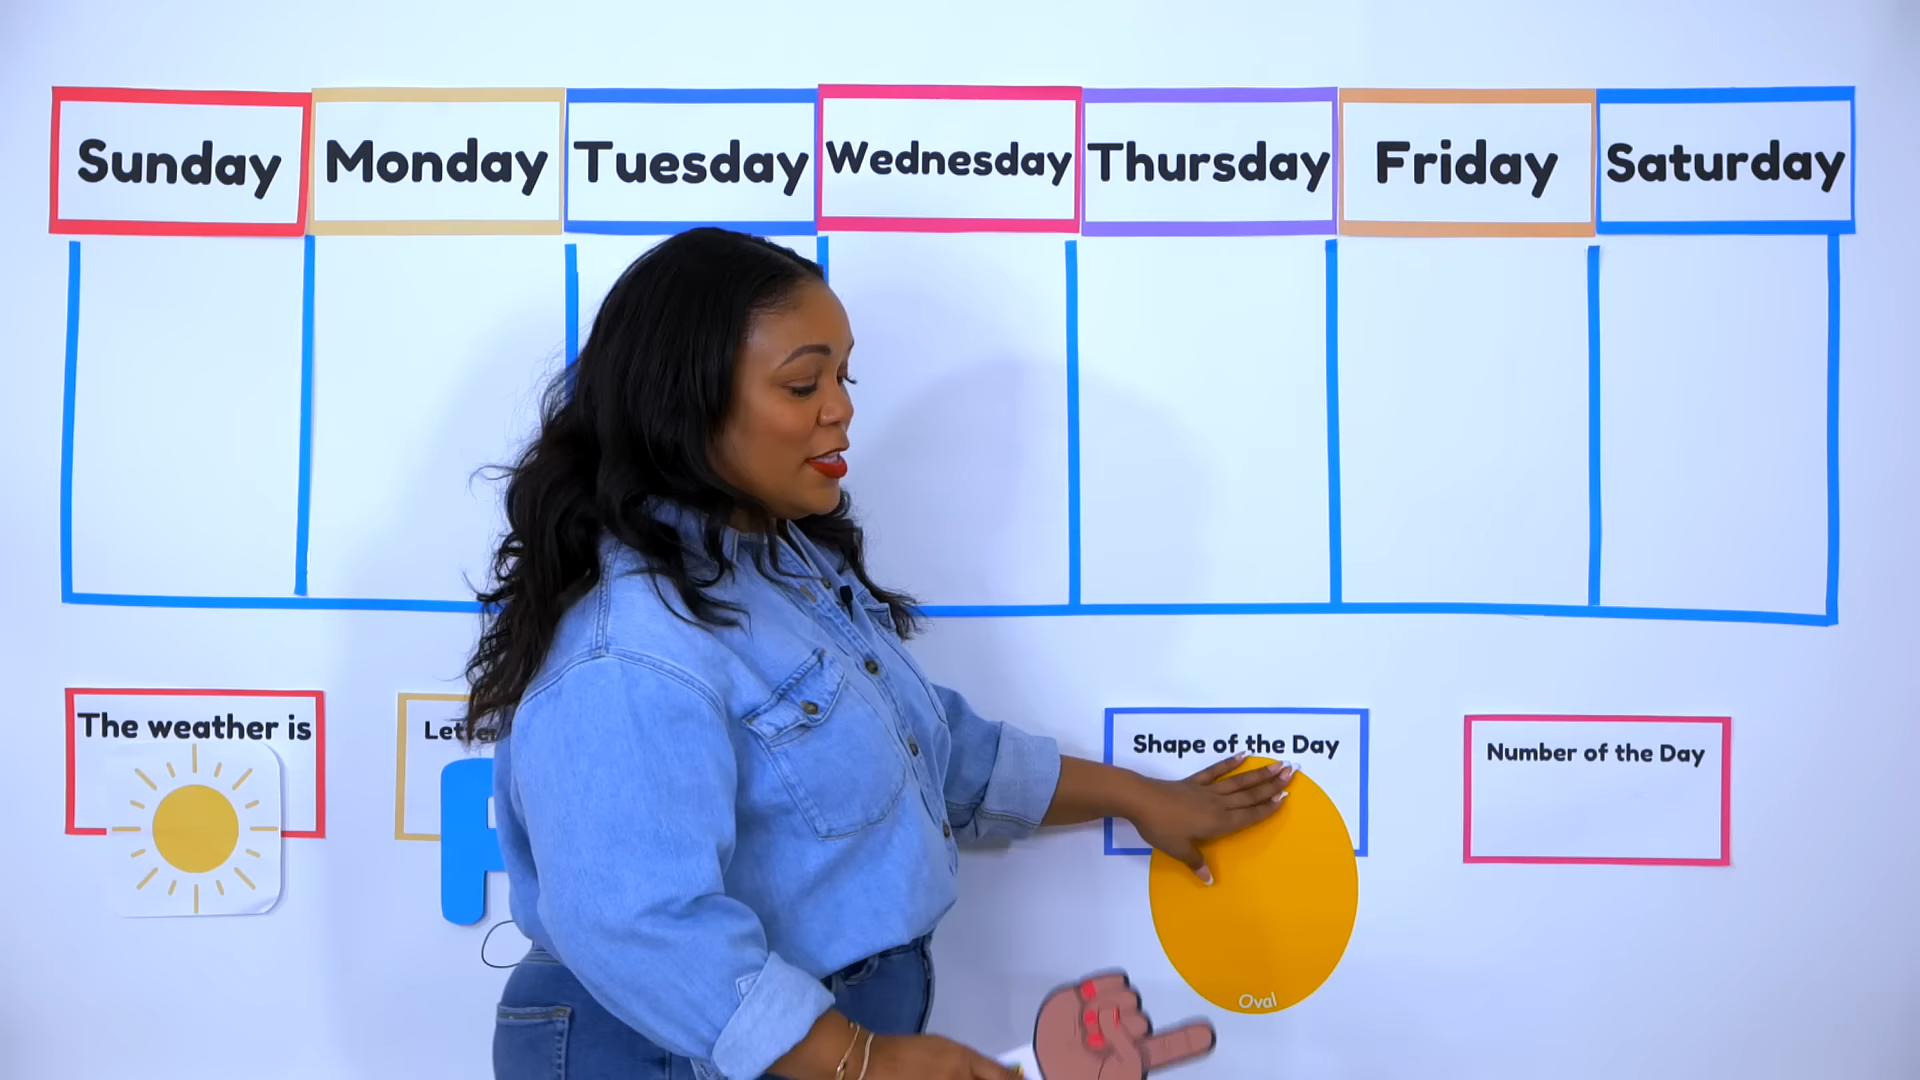 Sunday
Monday
Tuesday
Wednesday
Thursday
Friday
Saturday
The weather is
Letter
Shape of the Day
Number of the Day
Oval